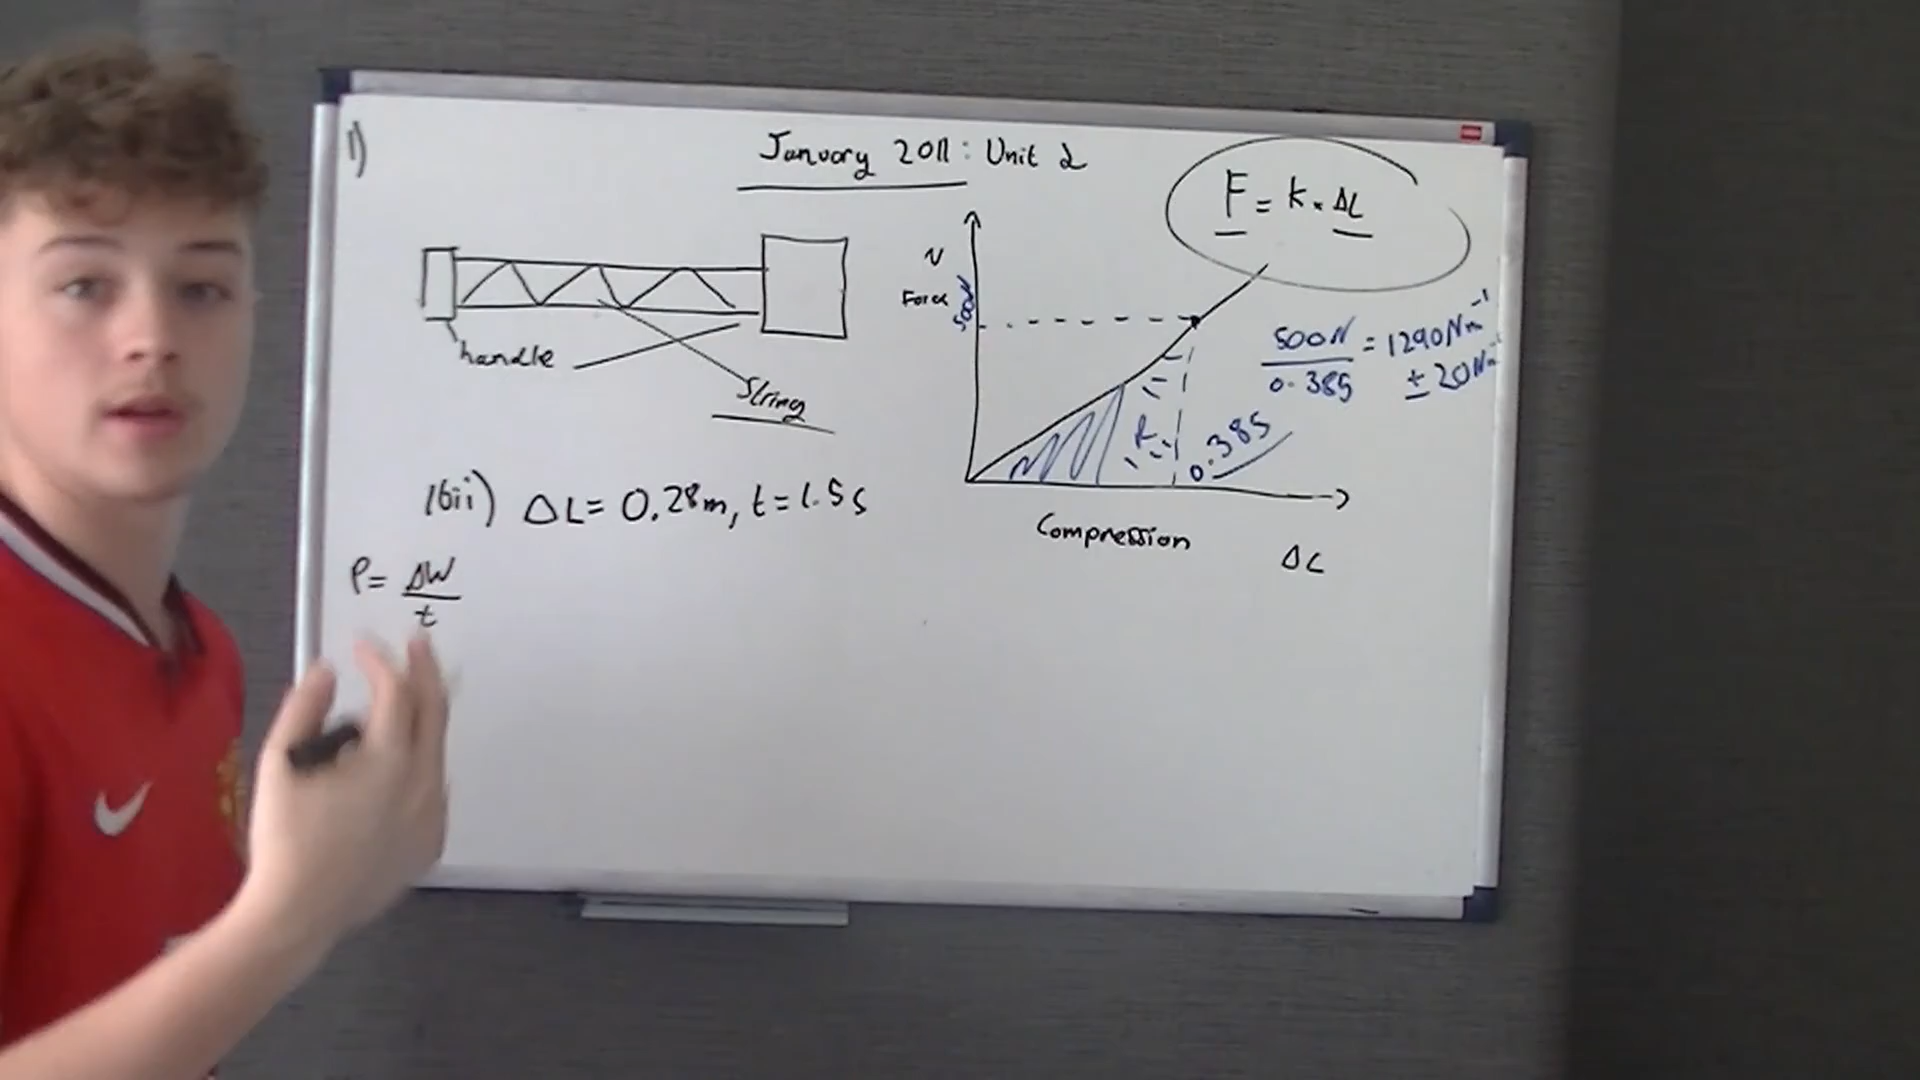 1)
January 2011 : Unit 2
F = k × ΔL
N
Force
500N
handle
String
500N / 0.385 = 1290Nm⁻¹
± 20Nm⁻¹
k
0.385
1bii) ΔL = 0.28m, t = 1.5s
Compression
ΔL
P = ΔW / t